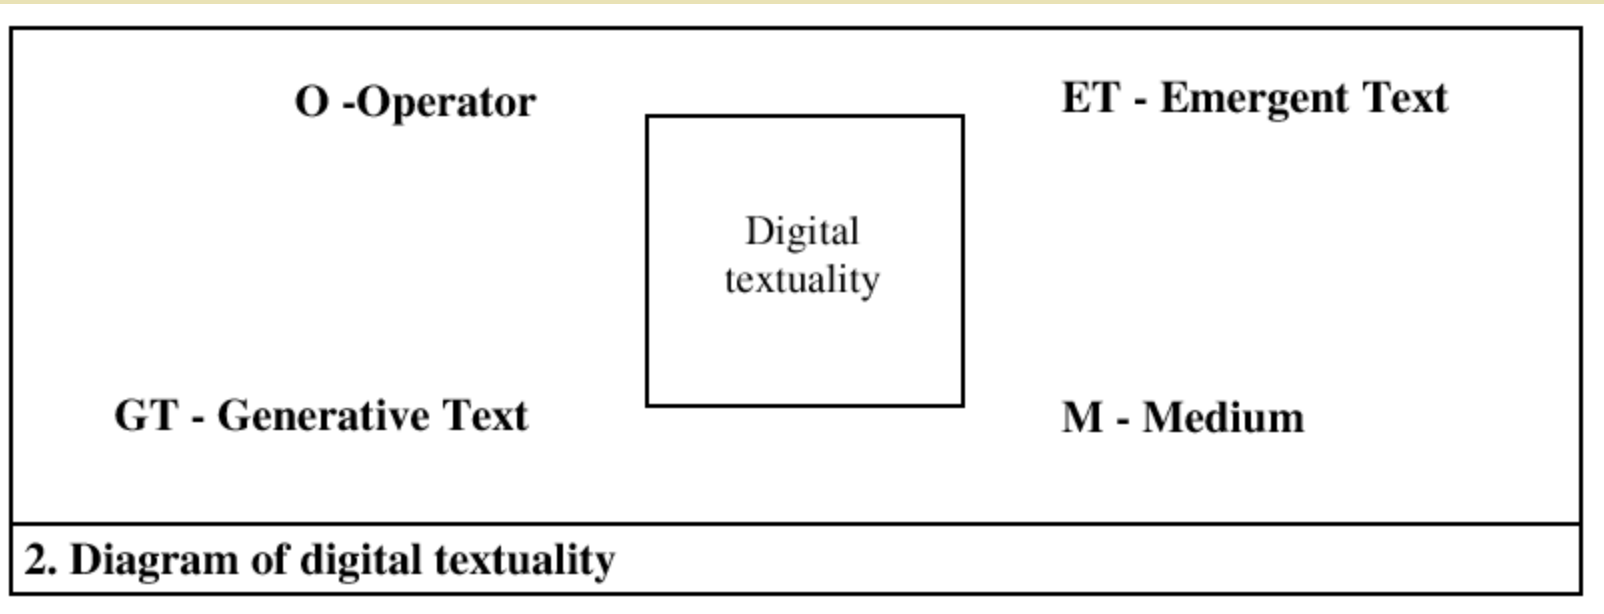 O -Operator
ET - Emergent Text
Digital
textuality
GT - Generative Text
M - Medium
2. Diagram of digital textuality